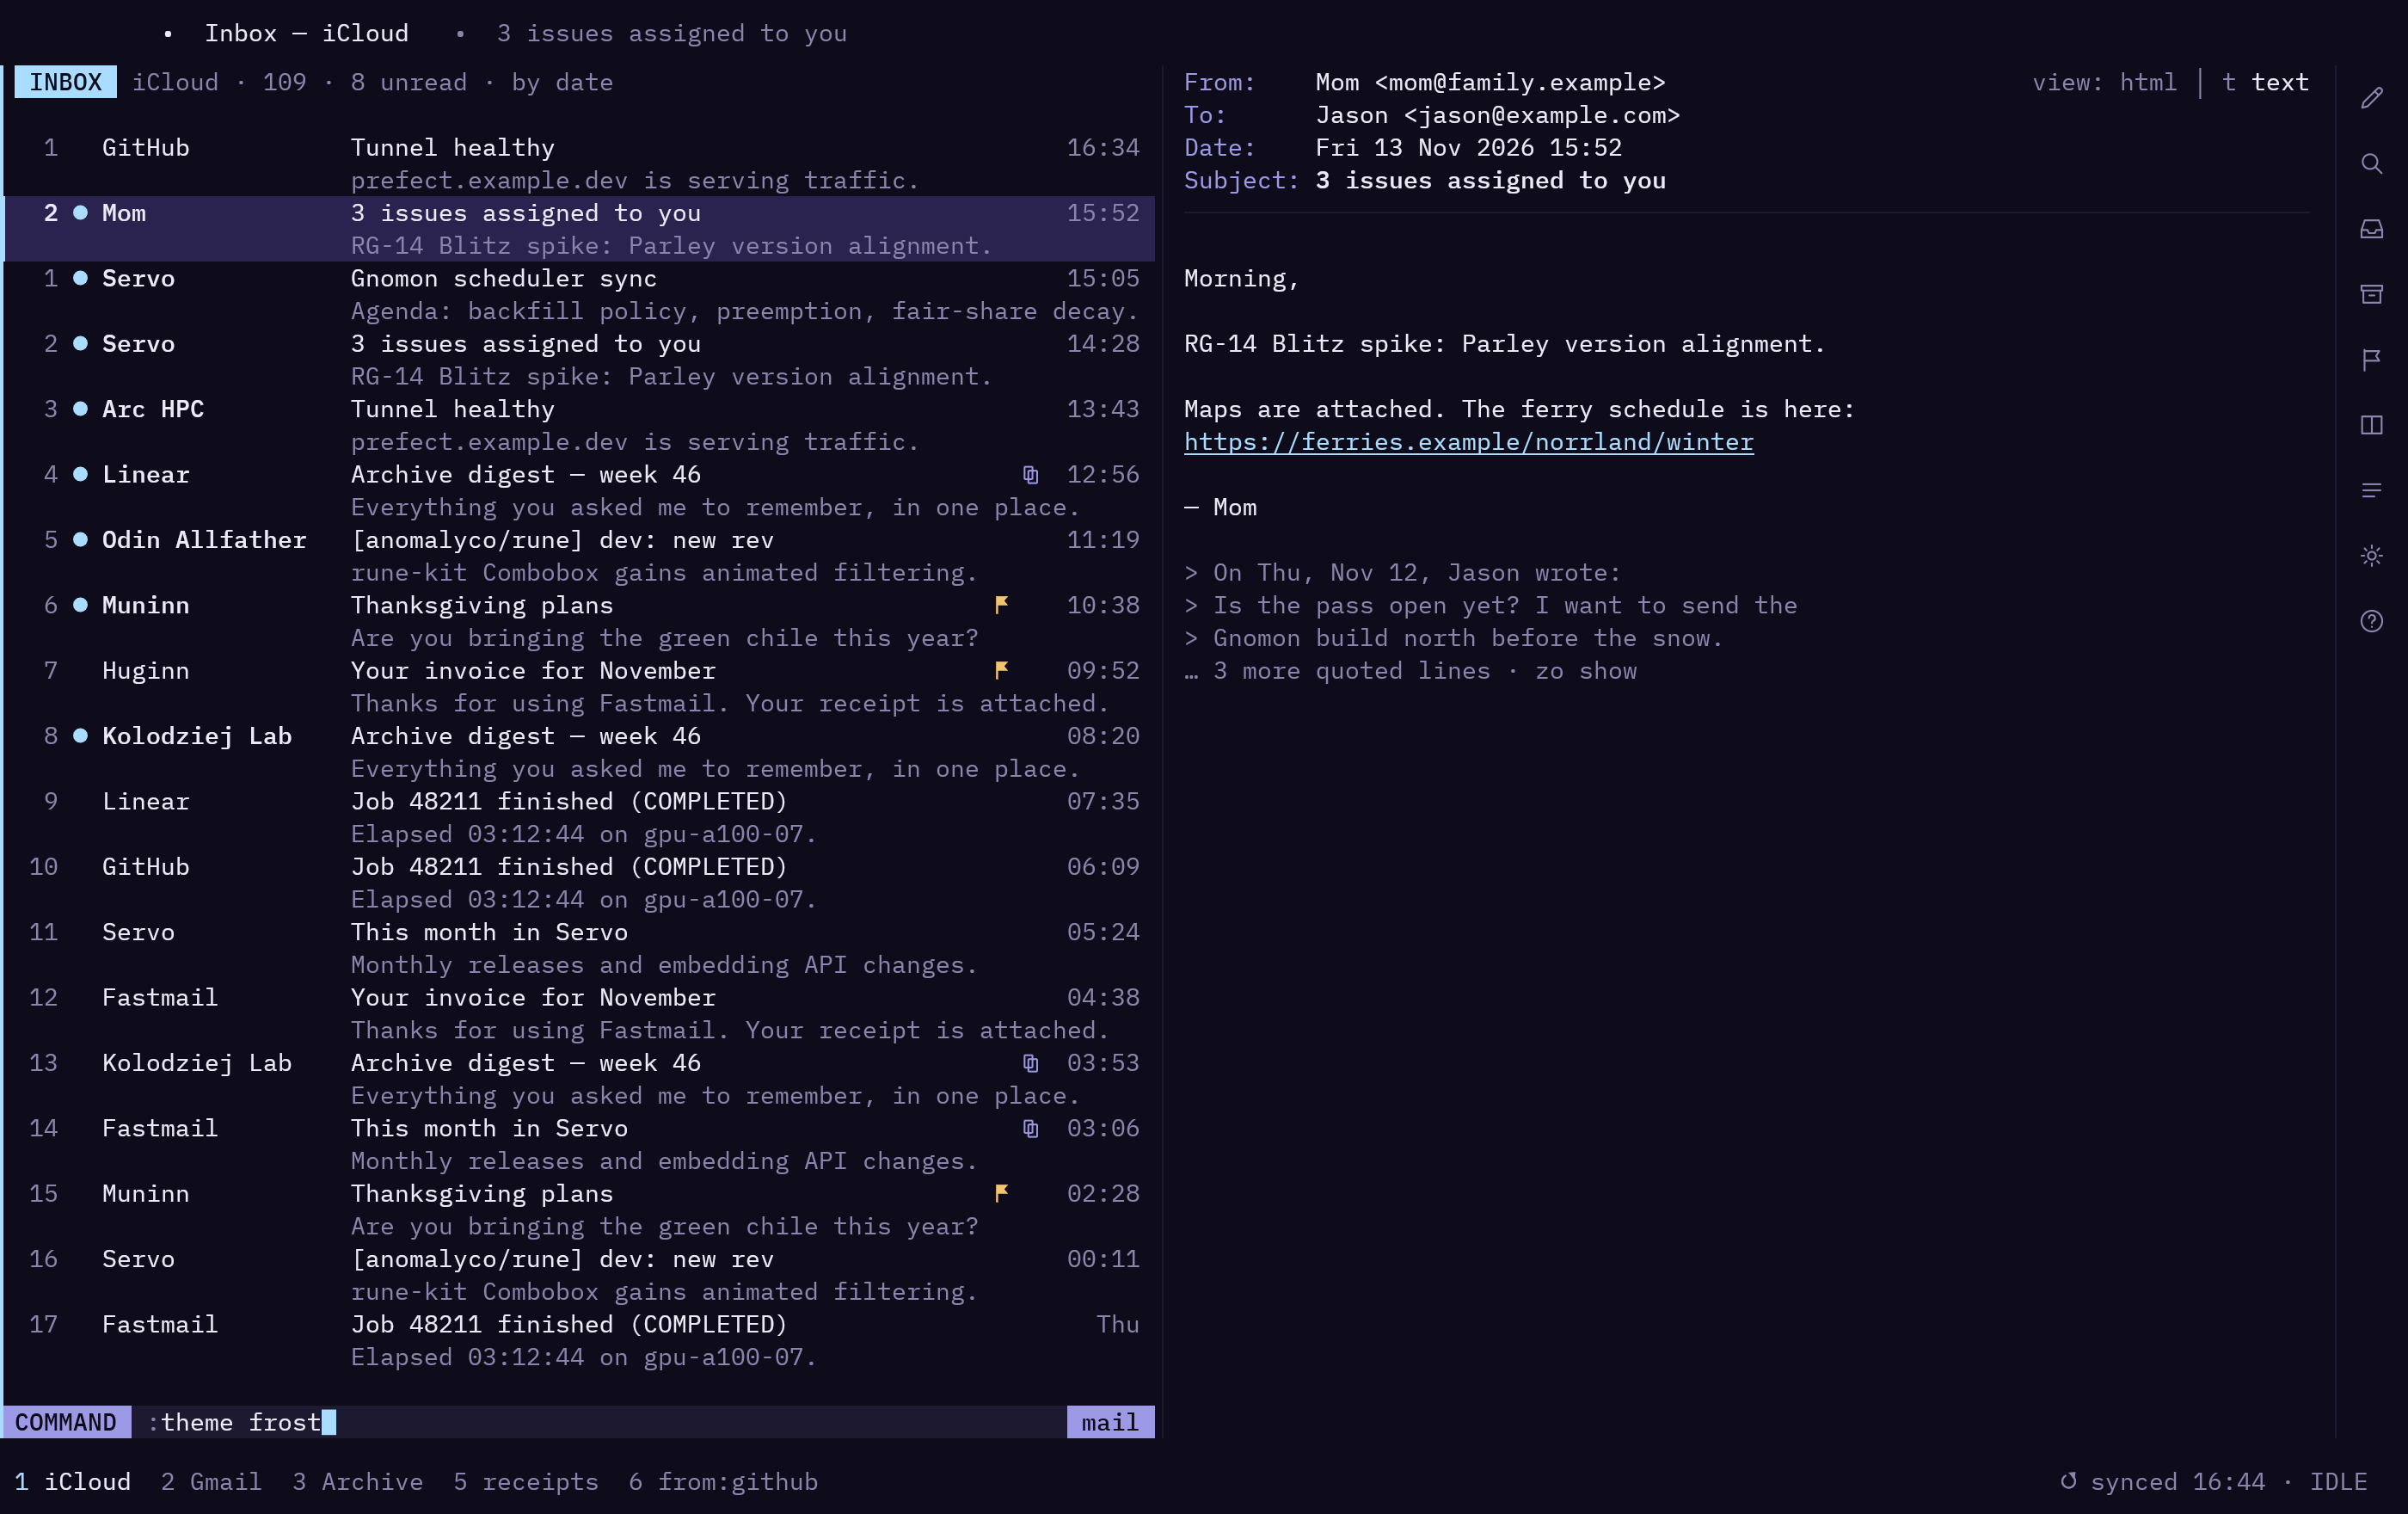 • Inbox — iCloud • 3 issues assigned to you
INBOX iCloud · 109 · 8 unread · by date
1 GitHub Tunnel healthy 16:34
prefect.example.dev is serving traffic.
2 ● Mom 3 issues assigned to you 15:52
RG-14 Blitz spike: Parley version alignment.
1 ● Servo Gnomon scheduler sync 15:05
Agenda: backfill policy, preemption, fair-share decay.
2 ● Servo 3 issues assigned to you 14:28
RG-14 Blitz spike: Parley version alignment.
3 ● Arc HPC Tunnel healthy 13:43
prefect.example.dev is serving traffic.
4 ● Linear Archive digest — week 46 12:56
Everything you asked me to remember, in one place.
5 ● Odin Allfather [anomalyco/rune] dev: new rev 11:19
rune-kit Combobox gains animated filtering.
6 ● Muninn Thanksgiving plans 10:38
Are you bringing the green chile this year?
7 Huginn Your invoice for November 09:52
Thanks for using Fastmail. Your receipt is attached.
8 ● Kolodziej Lab Archive digest — week 46 08:20
Everything you asked me to remember, in one place.
9 Linear Job 48211 finished (COMPLETED) 07:35
Elapsed 03:12:44 on gpu-a100-07.
10 GitHub Job 48211 finished (COMPLETED) 06:09
Elapsed 03:12:44 on gpu-a100-07.
11 Servo This month in Servo 05:24
Monthly releases and embedding API changes.
12 Fastmail Your invoice for November 04:38
Thanks for using Fastmail. Your receipt is attached.
13 Kolodziej Lab Archive digest — week 46 03:53
Everything you asked me to remember, in one place.
14 Fastmail This month in Servo 03:06
Monthly releases and embedding API changes.
15 Muninn Thanksgiving plans 02:28
Are you bringing the green chile this year?
16 Servo [anomalyco/rune] dev: new rev 00:11
rune-kit Combobox gains animated filtering.
17 Fastmail Job 48211 finished (COMPLETED) Thu
Elapsed 03:12:44 on gpu-a100-07.
COMMAND :theme frost mail
From: Mom <mom@family.example> view: html │ t text
To: Jason <jason@example.com>
Date: Fri 13 Nov 2026 15:52
Subject: 3 issues assigned to you
Morning,
RG-14 Blitz spike: Parley version alignment.
Maps are attached. The ferry schedule is here:
https://ferries.example/norrland/winter
— Mom
> On Thu, Nov 12, Jason wrote:
> Is the pass open yet? I want to send the
> Gnomon build north before the snow.
… 3 more quoted lines · zo show
1 iCloud 2 Gmail 3 Archive 5 receipts 6 from:github
synced 16:44 · IDLE